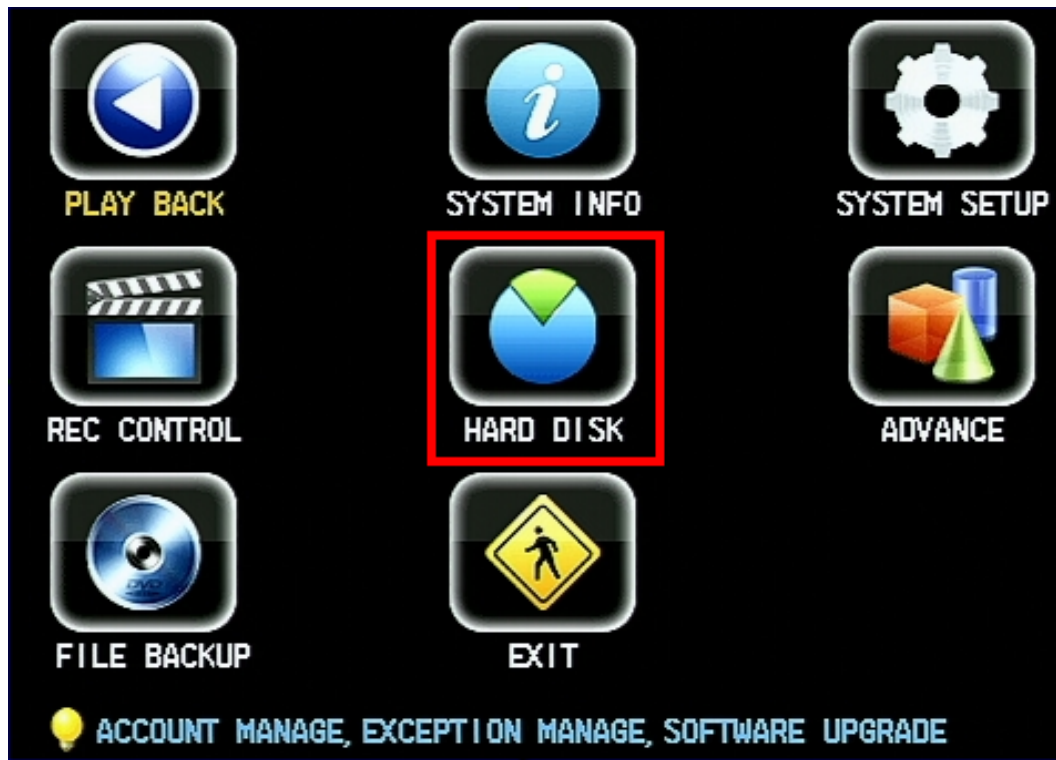 PLAY BACK
SYSTEM INFO
SYSTEM SETUP
REC CONTROL
HARD DISK
ADVANCE
DVD
FILE BACKUP
EXIT
ACCOUNT MANAGE, EXCEPTION MANAGE, SOFTWARE UPGRADE